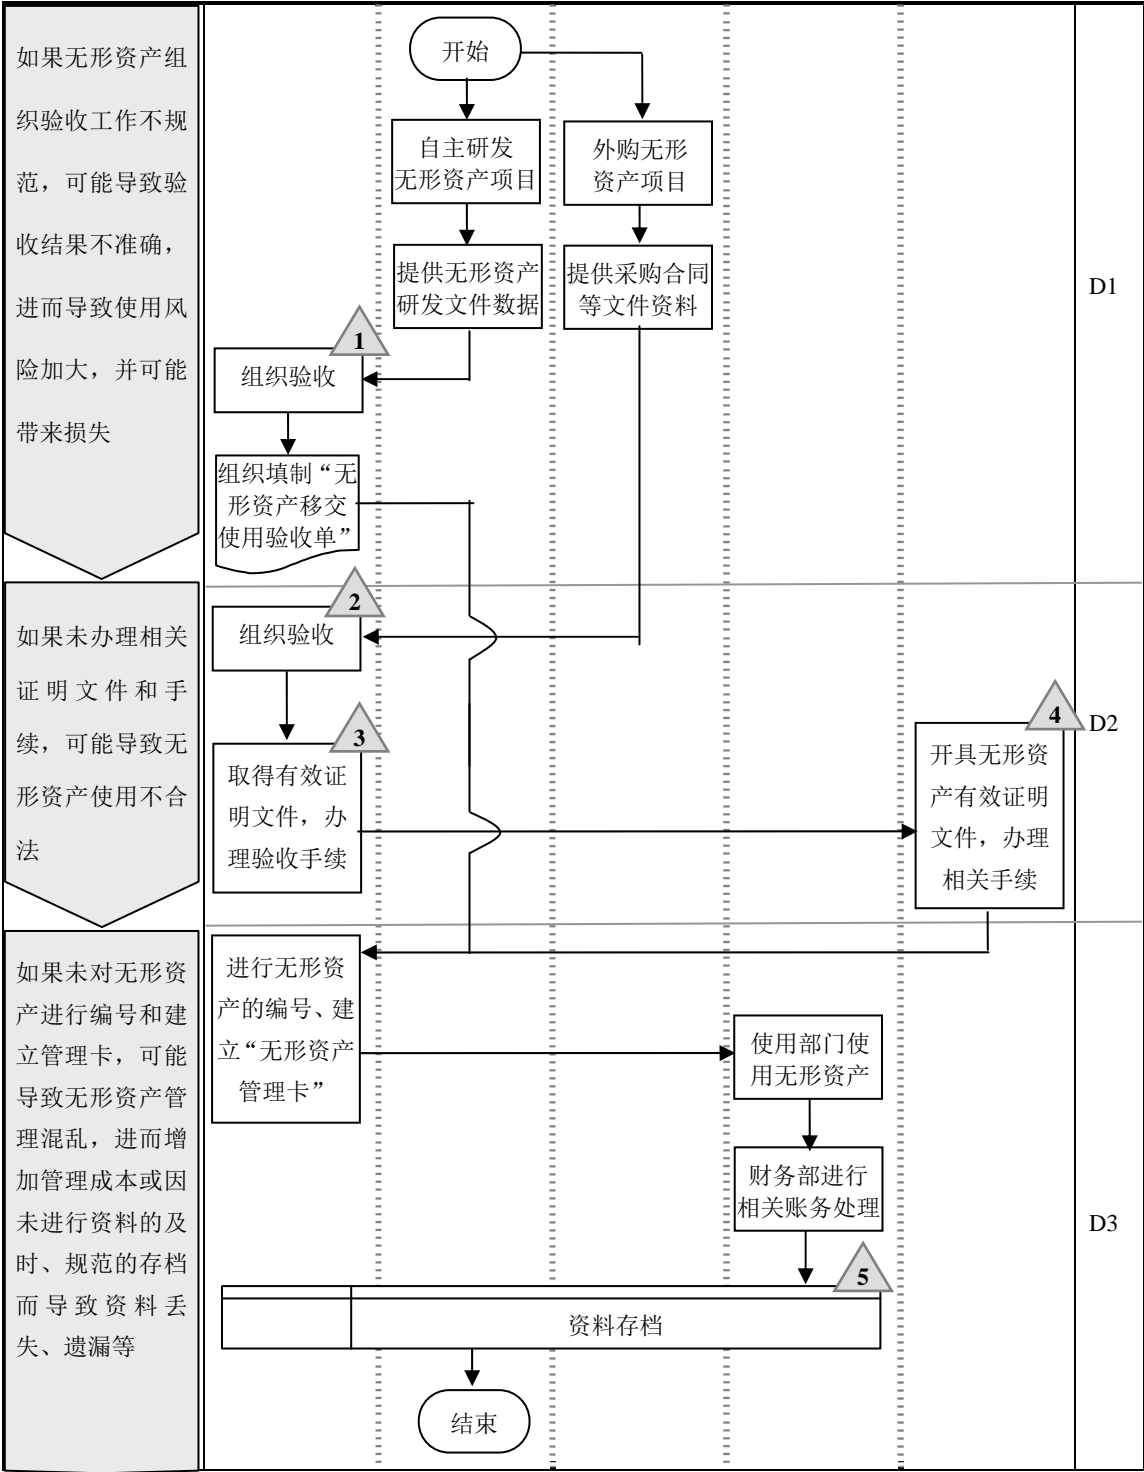 如果无形资产组
织验收工作不规
范，可能导致验
收结果不准确，
进而导致使用风
险加大，并可能
带来损失
开始
自主研发
无形资产项目
外购无形
资产项目
提供无形资产
研发文件数据
提供采购合同
等文件资料
1
组织验收
组织填制“无
形资产移交
使用验收单”
D1
如果未办理相关
证明文件和手
续，可能导致无
形资产使用不合
法
2
组织验收
3
取得有效证
明文件，办
理验收手续
4
开具无形资
产有效证明
文件，办理
相关手续
D2
如果未对无形资
产进行编号和建
立管理卡，可能
导致无形资产管
理混乱，进而增
加管理成本或因
未进行资料的及
时、规范的存档
而导致资料丢
失、遗漏等
进行无形资
产的编号、建
立“无形资产
管理卡”
使用部门使
用无形资产
财务部进行
相关账务处理
5
资料存档
结束
D3